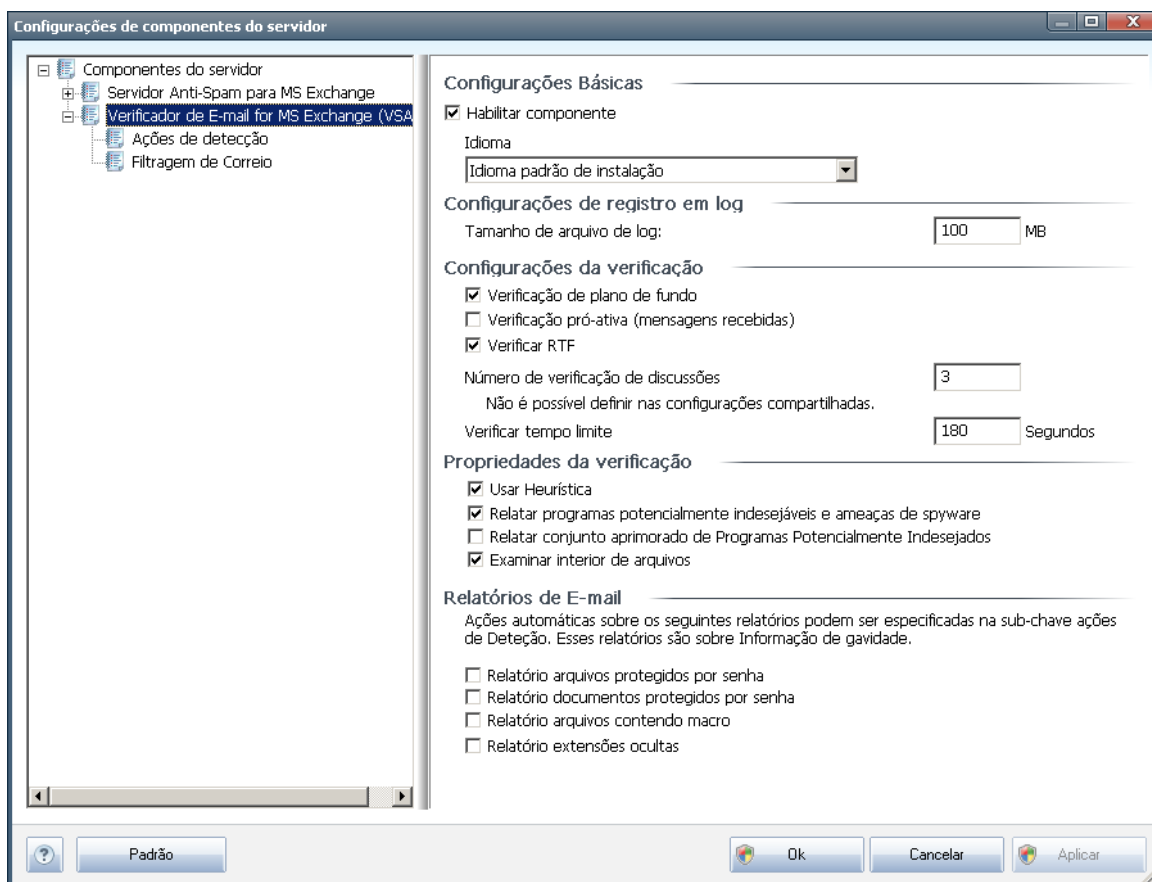 Configurações de componentes do servidor
Componentes do servidor
Servidor Anti-Spam para MS Exchange
Verificador de E-mail for MS Exchange (VSA
Ações de detecção
Filtragem de Correio
Configurações Básicas
Habilitar componente
Idioma
Idioma padrão de instalação
Configurações de registro em log
Tamanho de arquivo de log: 100 MB
Configurações da verificação
Verificação de plano de fundo
Verificação pró-ativa (mensagens recebidas)
Verificar RTF
Número de verificação de discussões 3
Não é possível definir nas configurações compartilhadas.
Verificar tempo limite 180 Segundos
Propriedades da verificação
Usar Heurística
Relatar programas potencialmente indesejáveis e ameaças de spyware
Relatar conjunto aprimorado de Programas Potencialmente Indesejados
Examinar interior de arquivos
Relatórios de E-mail
Ações automáticas sobre os seguintes relatórios podem ser especificadas na sub-chave ações
de Deteção. Esses relatórios são sobre Informação de gavidade.
Relatório arquivos protegidos por senha
Relatório documentos protegidos por senha
Relatório arquivos contendo macro
Relatório extensões ocultas
? Padrão Ok Cancelar Aplicar